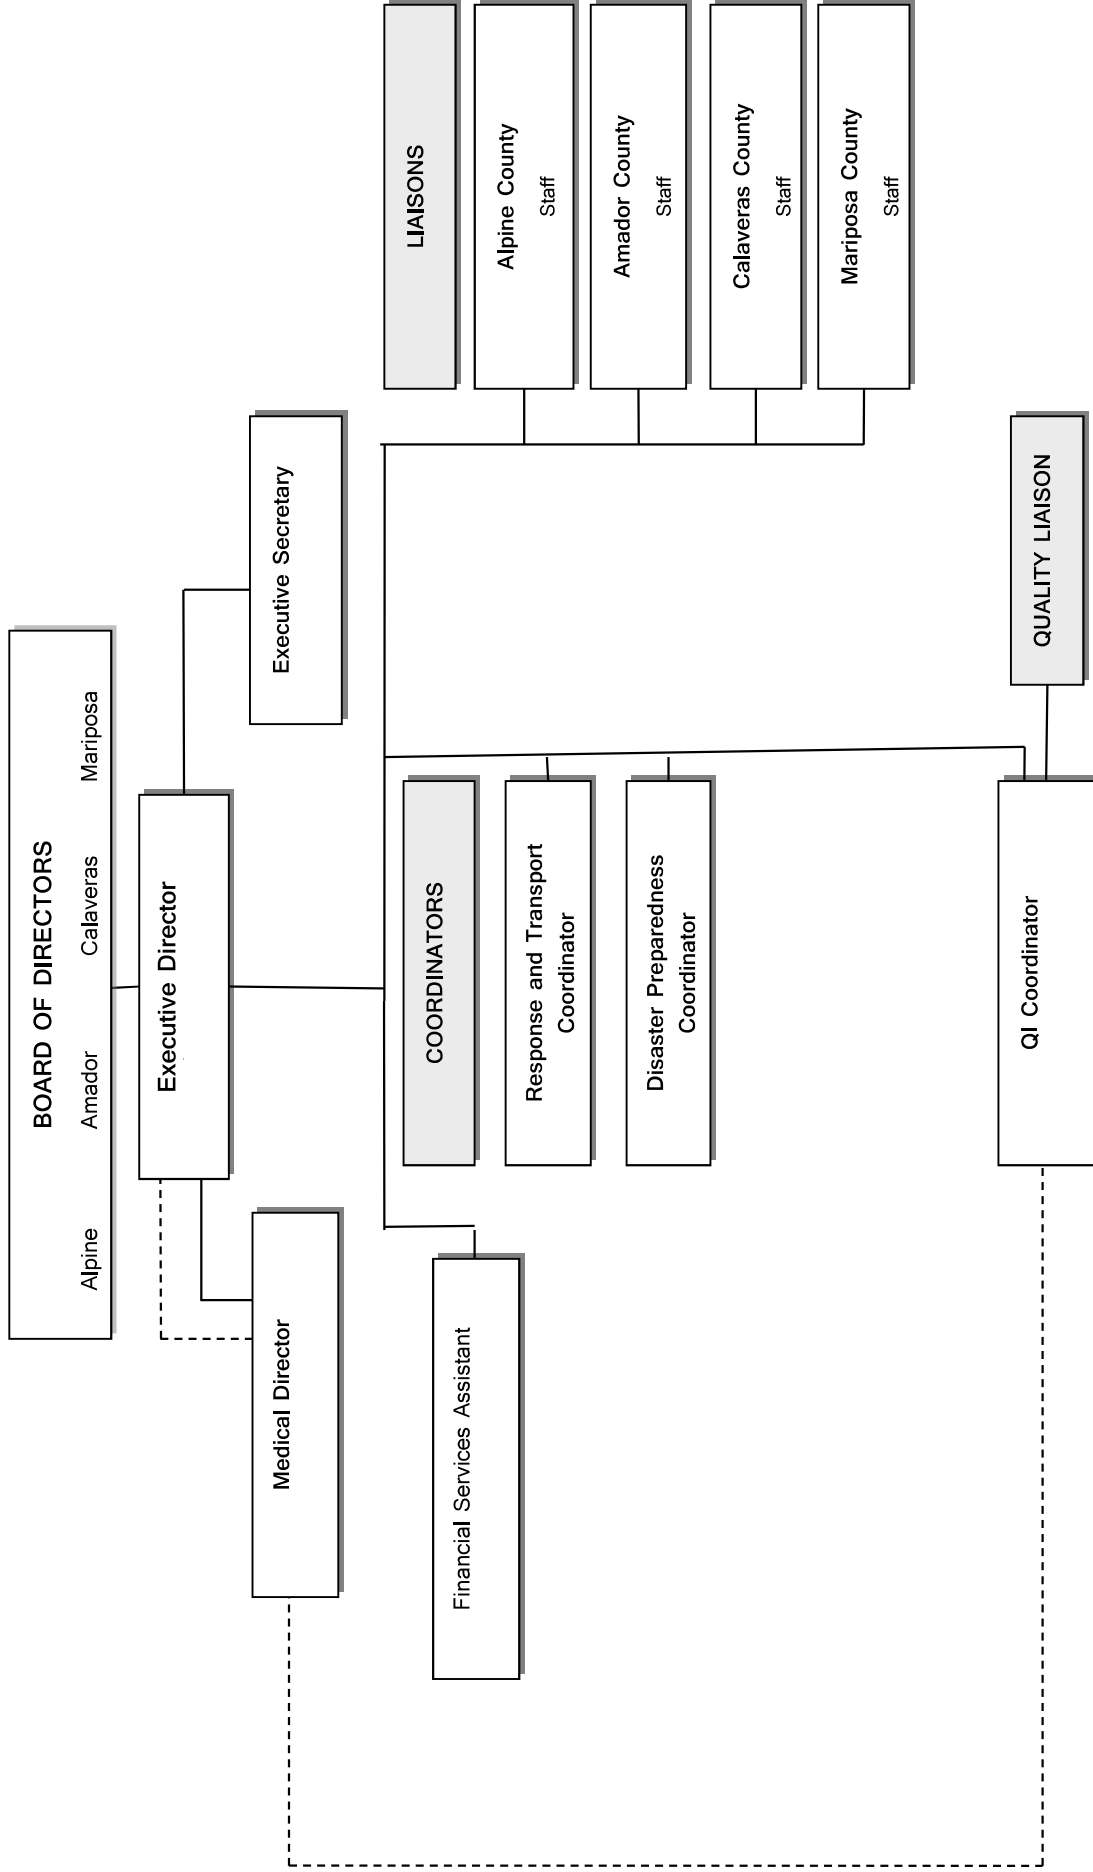 BOARD OF DIRECTORS
Alpine Amador Calaveras Mariposa
Executive Director
Medical Director
Executive Secretary
Financial Services Assistant
COORDINATORS
Response and Transport
Coordinator
Disaster Preparedness
Coordinator
QI Coordinator
LIAISONS
Alpine County
Staff
Amador County
Staff
Calaveras County
Staff
Mariposa County
Staff
QUALITY LIAISON